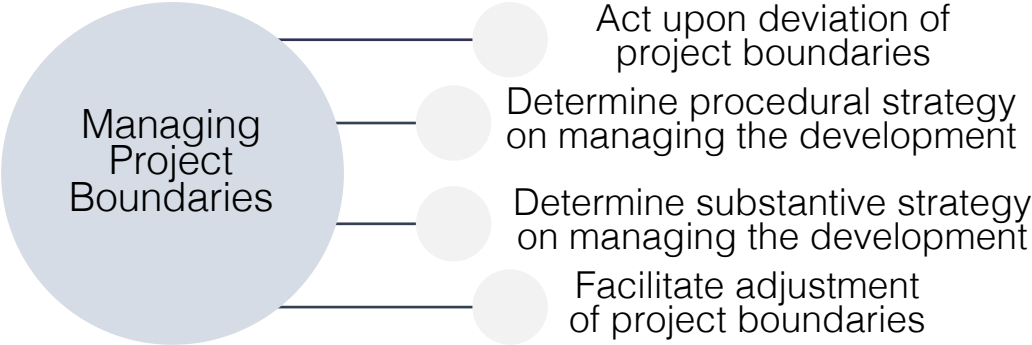 Managing
Project
Boundaries
Act upon deviation of
project boundaries
Determine procedural strategy
on managing the development
Determine substantive strategy
on managing the development
Facilitate adjustment
of project boundaries